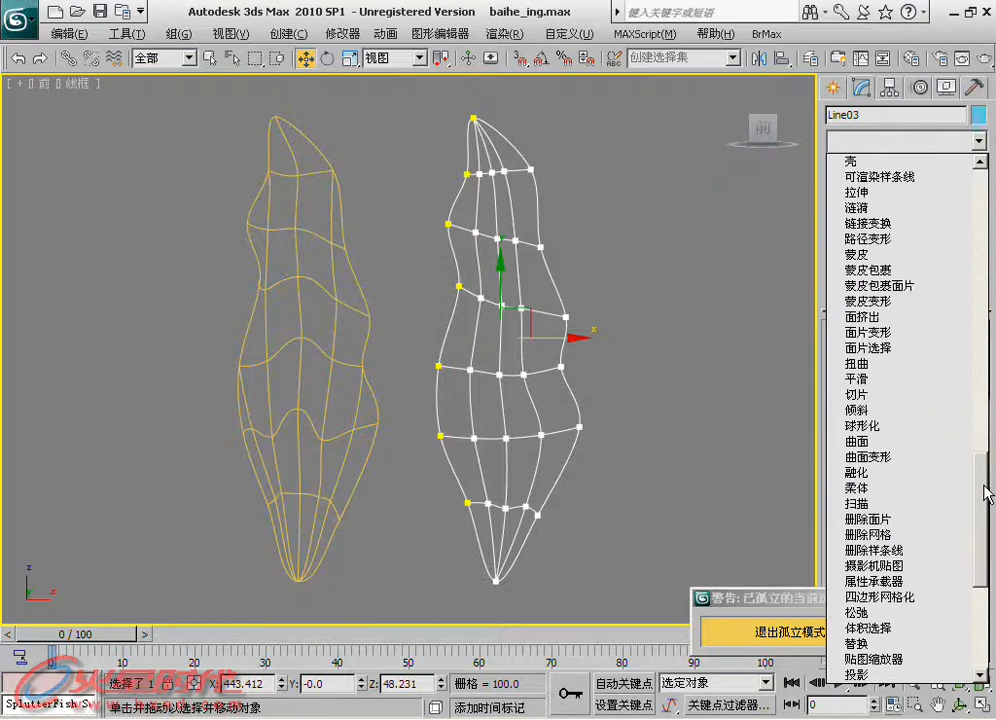 Autodesk 3ds Max 2010 SP1 - Unregistered Version baihe_ing.max
键入关键字或短语
编辑(E) 工具(T) 组(G) 视图(V) 创建(C) 修改器 动画 图形编辑器 渲染(R) 自定义(U) MAXScript(M) 帮助(H) BrMax
全部
视图
创建选择集
[ + [] 前 [] 线框 ]
前
Line03
壳
可渲染样条线
拉伸
涟漪
链接变换
路径变形
蒙皮
蒙皮包裹
蒙皮包裹面片
蒙皮变形
面挤出
面片变形
面片选择
扭曲
平滑
切片
倾斜
球形化
曲面
曲面变形
融化
柔体
扫描
删除面片
删除网格
删除样条线
摄影机贴图
属性承载器
四边形网格化
松弛
体积选择
替换
贴图缩放器
投影
x
z
x
警告: 已孤立的当前
退出孤立模式
0 / 100
0 10 20 30 40 50 60 70 80 90 100
选择了 1
X: 443.412 Y: -0.0 Z: 48.231
栅格 = 100.0
自动关键点
选定对象
SplutterFish Sv
单击并拖动以选择并移动对象
添加时间标记
设置关键点
关键点过滤器...
0